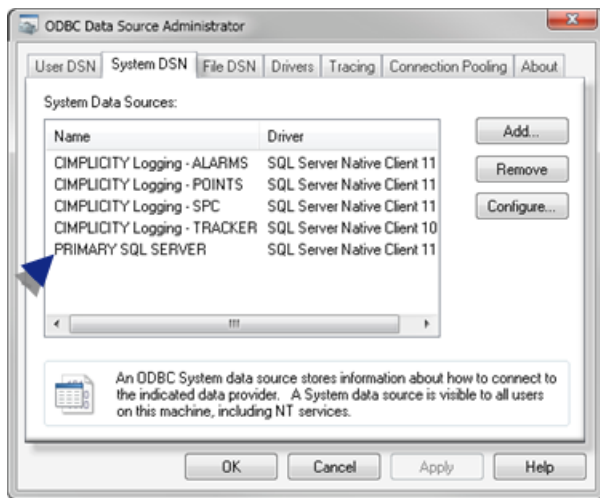 ODBC Data Source Administrator
User DSN System DSN File DSN Drivers Tracing Connection Pooling About
System Data Sources:
Name Driver
CIMPLICITY Logging - ALARMS SQL Server Native Client 11
CIMPLICITY Logging - POINTS SQL Server Native Client 11
CIMPLICITY Logging - SPC SQL Server Native Client 11
CIMPLICITY Logging - TRACKER SQL Server Native Client 10
PRIMARY SQL SERVER SQL Server Native Client 11
Add...
Remove
Configure...
An ODBC System data source stores information about how to connect to
the indicated data provider. A System data source is visible to all users
on this machine, including NT services.
OK Cancel Apply Help